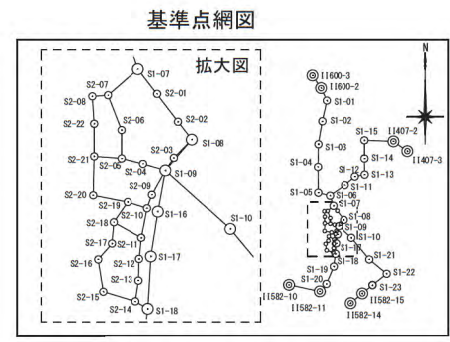 基準点網図
拡大図
S1-07
S2-07
S2-08
S2-01
S2-02
S2-22
S2-06
S1-08
S2-03
S2-21
S2-05
S2-04
S1-09
S2-20
S2-09
S2-19
S2-10
S1-16
S2-18
S1-10
S2-17
S2-11
S2-16
S2-12
S1-17
S2-13
S2-15
S2-14
S1-18
N
II600-3
II600-2
S1-01
S1-02
S1-03
S1-04
S1-05
S1-06
S1-15
II407-2
II407-3
S1-14
S1-12
S1-13
S1-11
S1-07
S1-08
S1-09
S1-10
S1-17
S1-18
S1-19
S1-20
S1-21
S1-22
S1-23
II582-10
II582-11
II582-15
II582-14